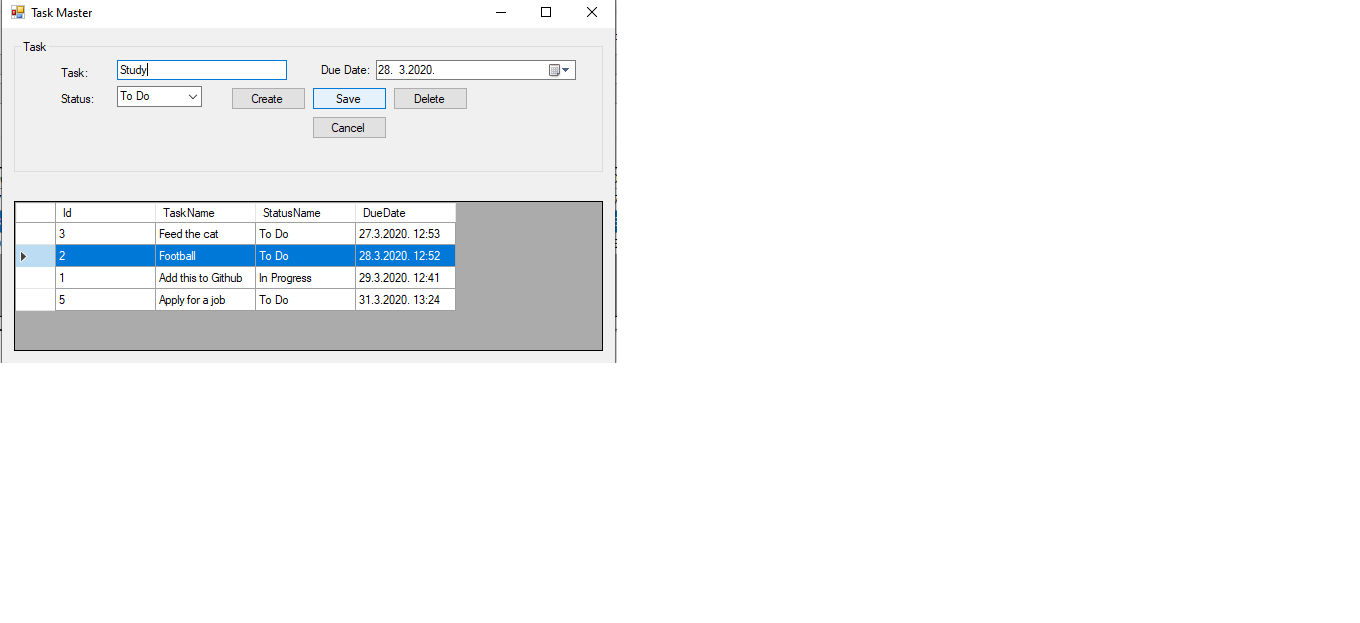 Task Master
Task
Task: Study Due Date: 28. 3.2020.
Status: To Do Create Save Delete
Cancel
Id TaskName StatusName DueDate
3 Feed the cat To Do 27.3.2020. 12:53
2 Football To Do 28.3.2020. 12:52
1 Add this to Github In Progress 29.3.2020. 12:41
5 Apply for a job To Do 31.3.2020. 13:24